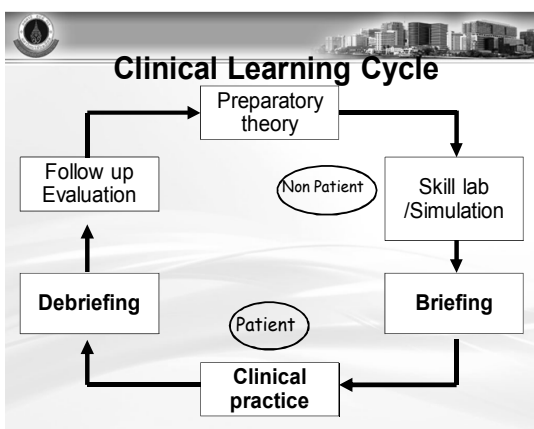 Clinical Learning Cycle
Preparatory
theory
Follow up
Evaluation
Non Patient
Skill lab
/Simulation
Debriefing
Briefing
Patient
Clinical
practice